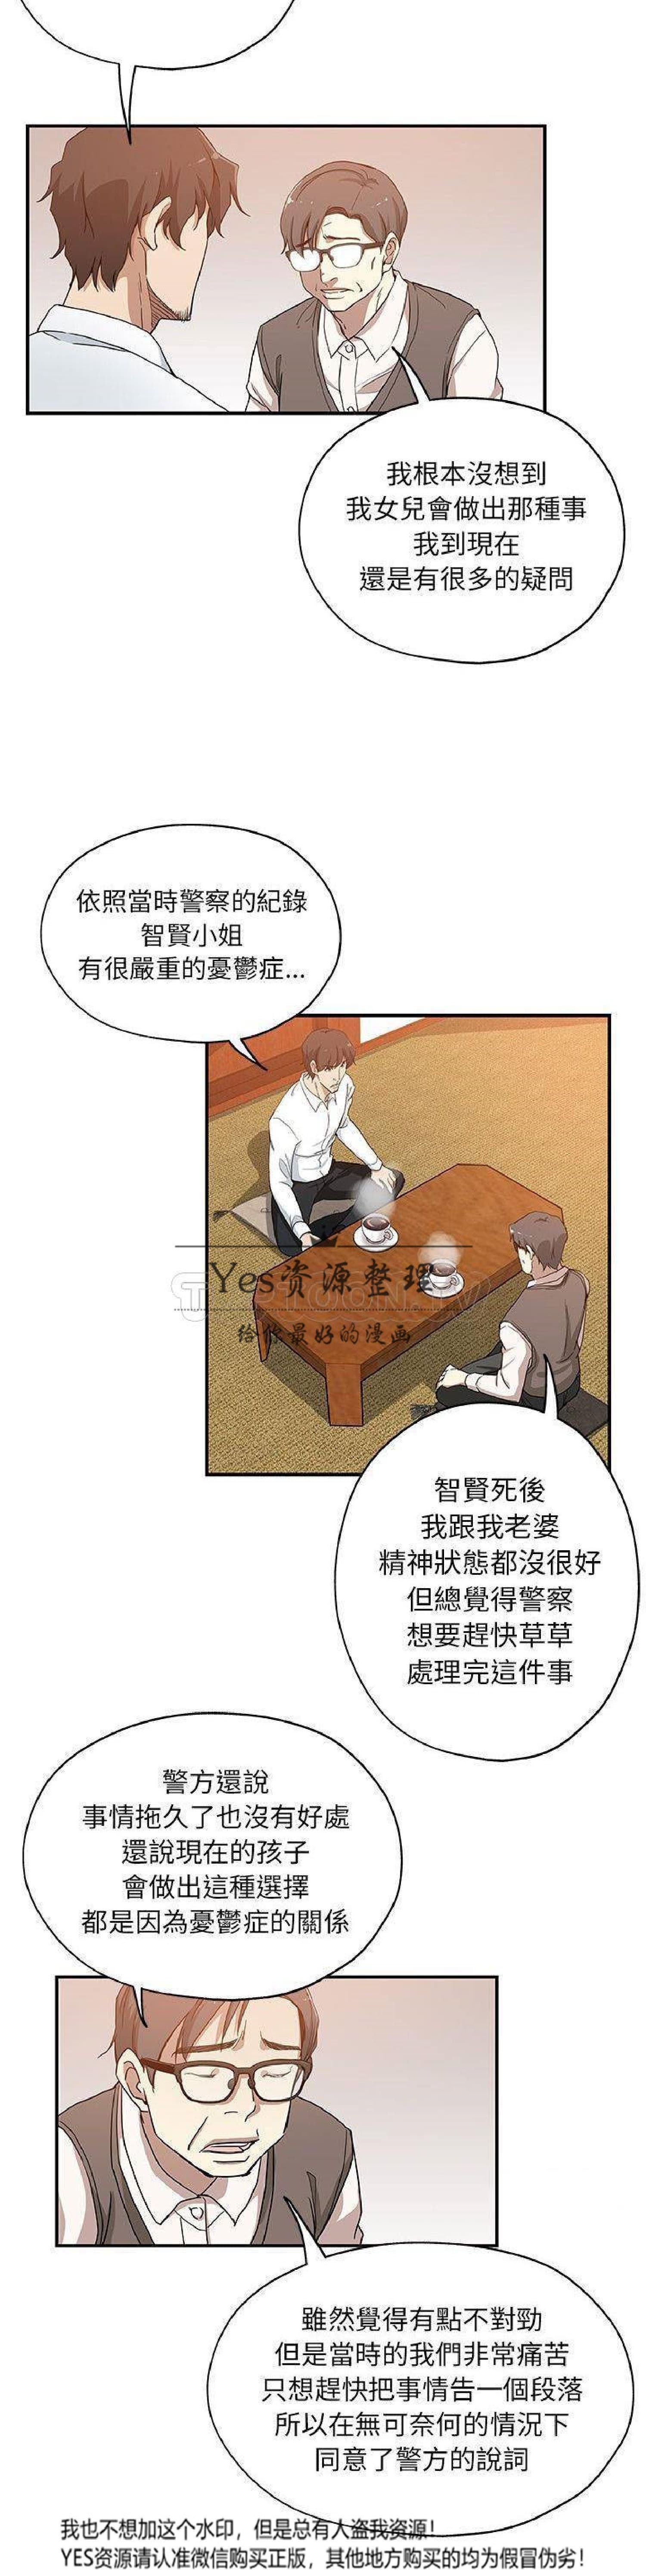 我根本沒想到
我女兒會做出那種事
我到現在
還是有很多的疑問
依照當時警察的紀錄
智賢小姐
有很嚴重的憂鬱症...
Yes资源整理
给你最好的漫画
智賢死後
我跟我老婆
精神狀態都沒很好
但總覺得警察
想要趕快草草
處理完這件事
警方還說
事情拖久了也沒有好處
還說現在的孩子
會做出這種選擇
都是因為憂鬱症的關係
雖然覺得有點不對勁
但是當時的我們非常痛苦
只想趕快把事情告一個段落
所以在無可奈何的情況下
同意了警方的說詞
我也不想加这个水印，但是总有人盗我资源！
YES资源请认准微信购买正版，其他地方购买的均为假冒伪劣！